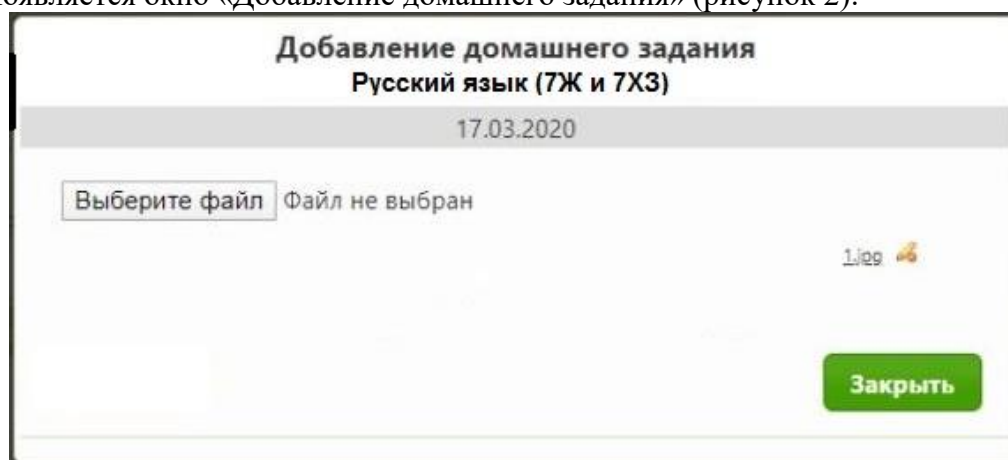 появляется окно «Добавление домашнего задания» (рисунок 2).
Добавление домашнего задания
Русский язык (7Ж и 7ХЗ)
17.03.2020
Выберите файл Файл не выбран
1.jpg
Закрыть